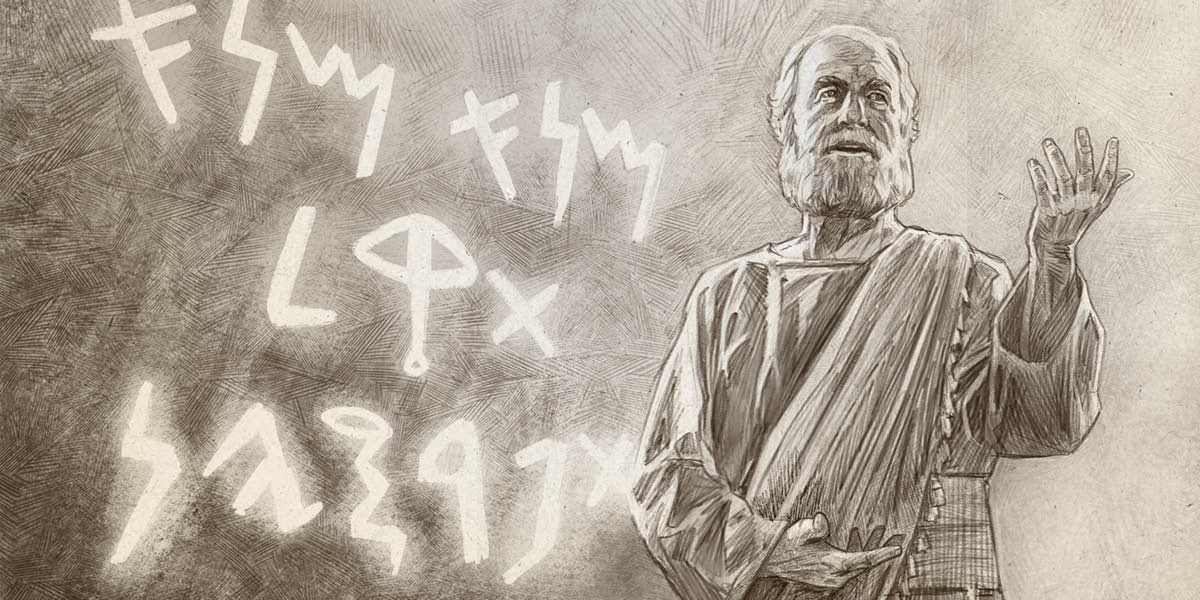 𐤌𐤍𐤀 𐤌𐤍𐤀
𐤕𐤒𐤋
𐤅𐤐𐤓𐤎𐤉𐤍